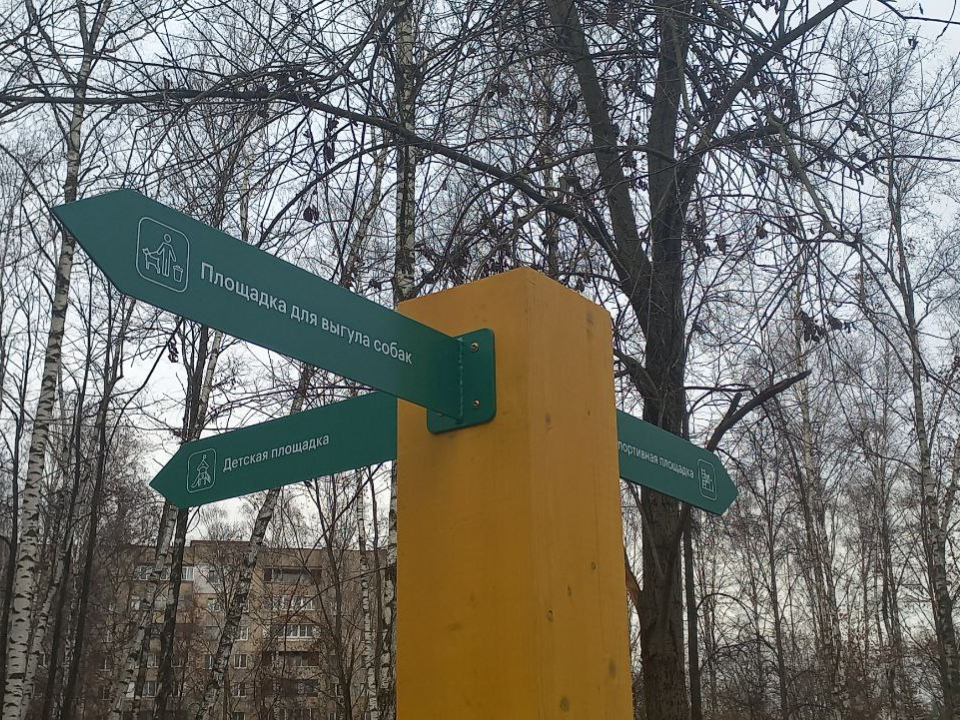 Площадка для выгула собак
Детская площадка
портивная площадка